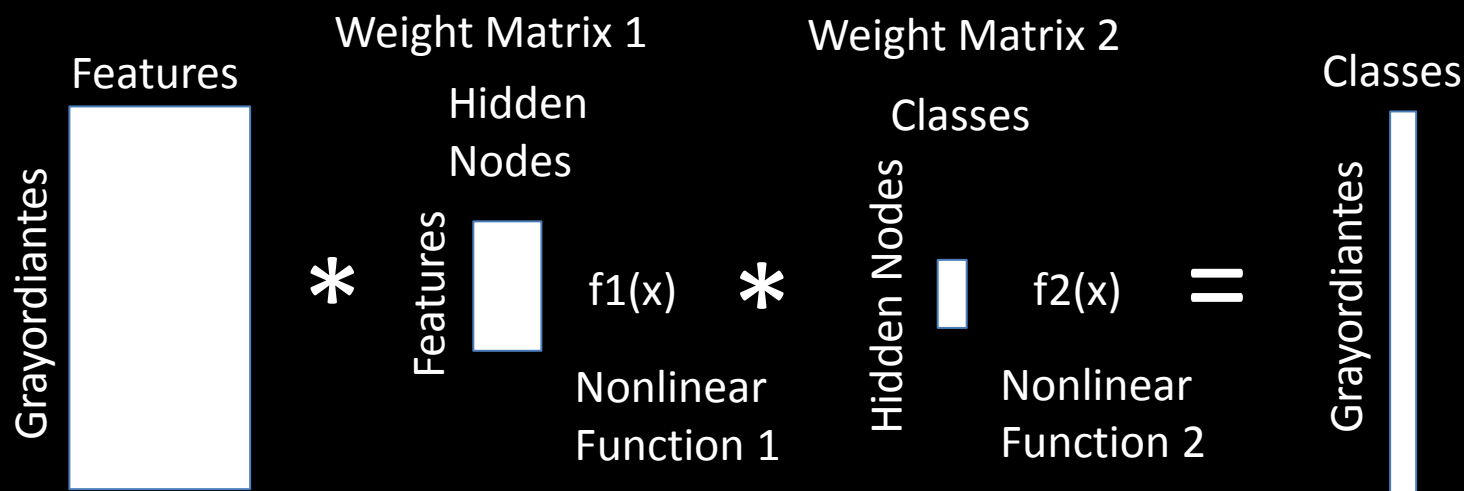 Weight Matrix 1
Weight Matrix 2
Features
Classes
Hidden
Nodes
Classes
Grayordiantes
*
Features
f1(x)
*
Hidden Nodes
f2(x)
=
Grayordiantes
Nonlinear
Function 1
Nonlinear
Function 2